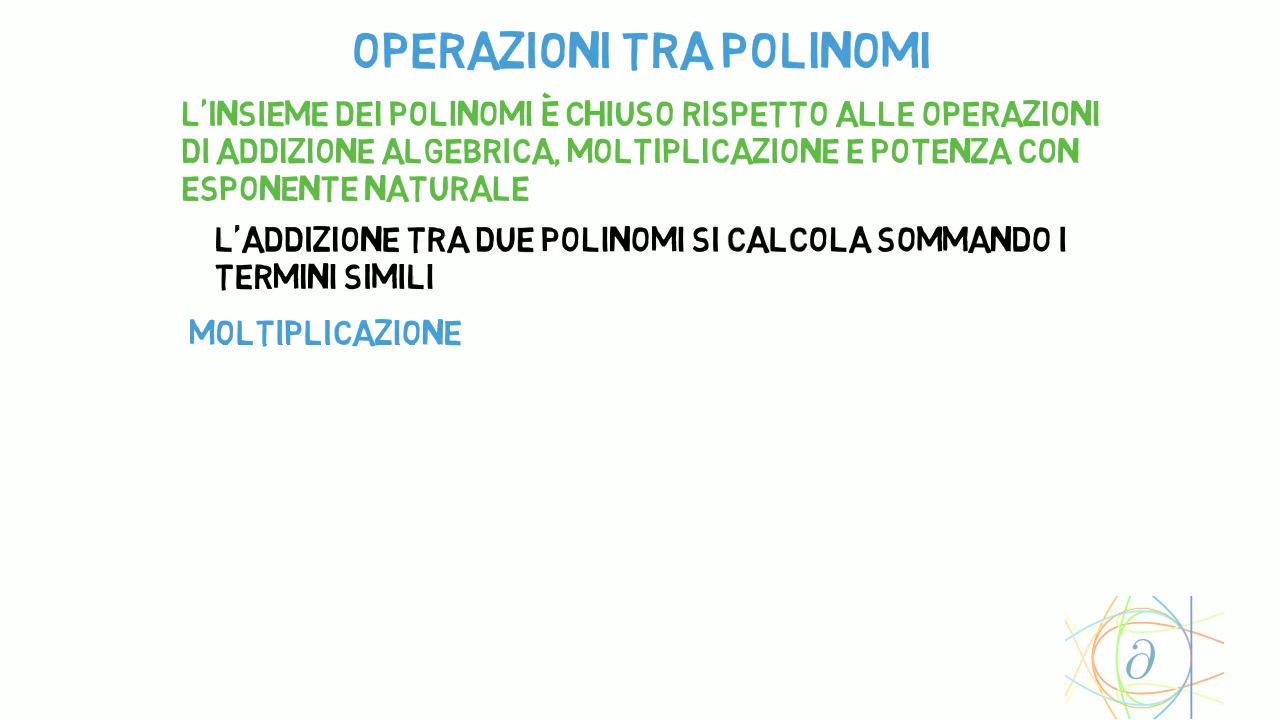 OPERAZIONI TRA POLINOMI
L'INSIEME DEI POLINOMI È CHIUSO RISPETTO ALLE OPERAZIONI
DI ADDIZIONE ALGEBRICA, MOLTIPLICAZIONE E POTENZA CON
ESPONENTE NATURALE
L'ADDIZIONE TRA DUE POLINOMI SI CALCOLA SOMMANDO I
TERMINI SIMILI
MOLTIPLICAZIONE
∂